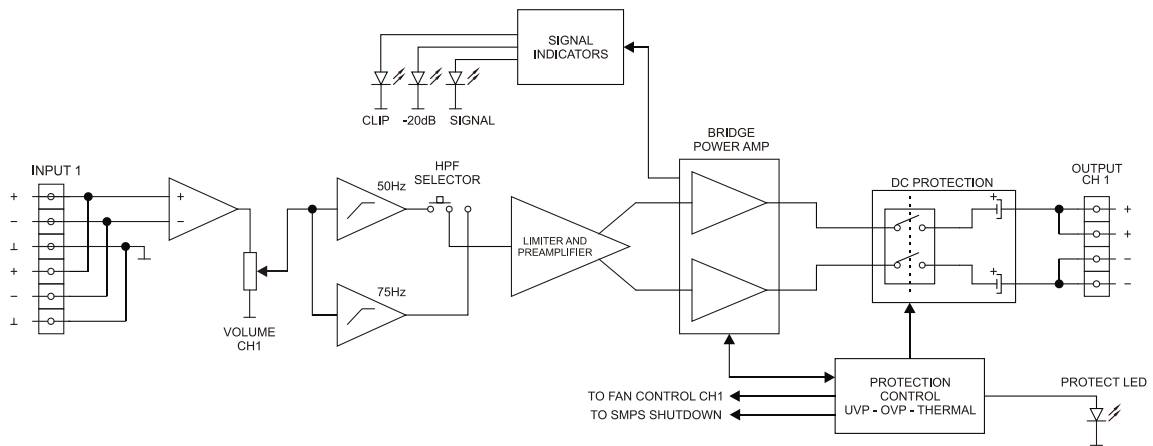 SIGNAL
INDICATORS
CLIP
-20dB
SIGNAL
BRIDGE
POWER AMP
INPUT 1
HPF
SELECTOR
50Hz
DC PROTECTION
OUTPUT
CH 1
+
−
⊥
+
−
⊥
+
−
LIMITER AND
PREAMPLIFIER
+
+
+
+
−
−
75Hz
VOLUME
CH1
PROTECTION
CONTROL
UVP - OVP - THERMAL
PROTECT LED
TO FAN CONTROL CH1
TO SMPS SHUTDOWN